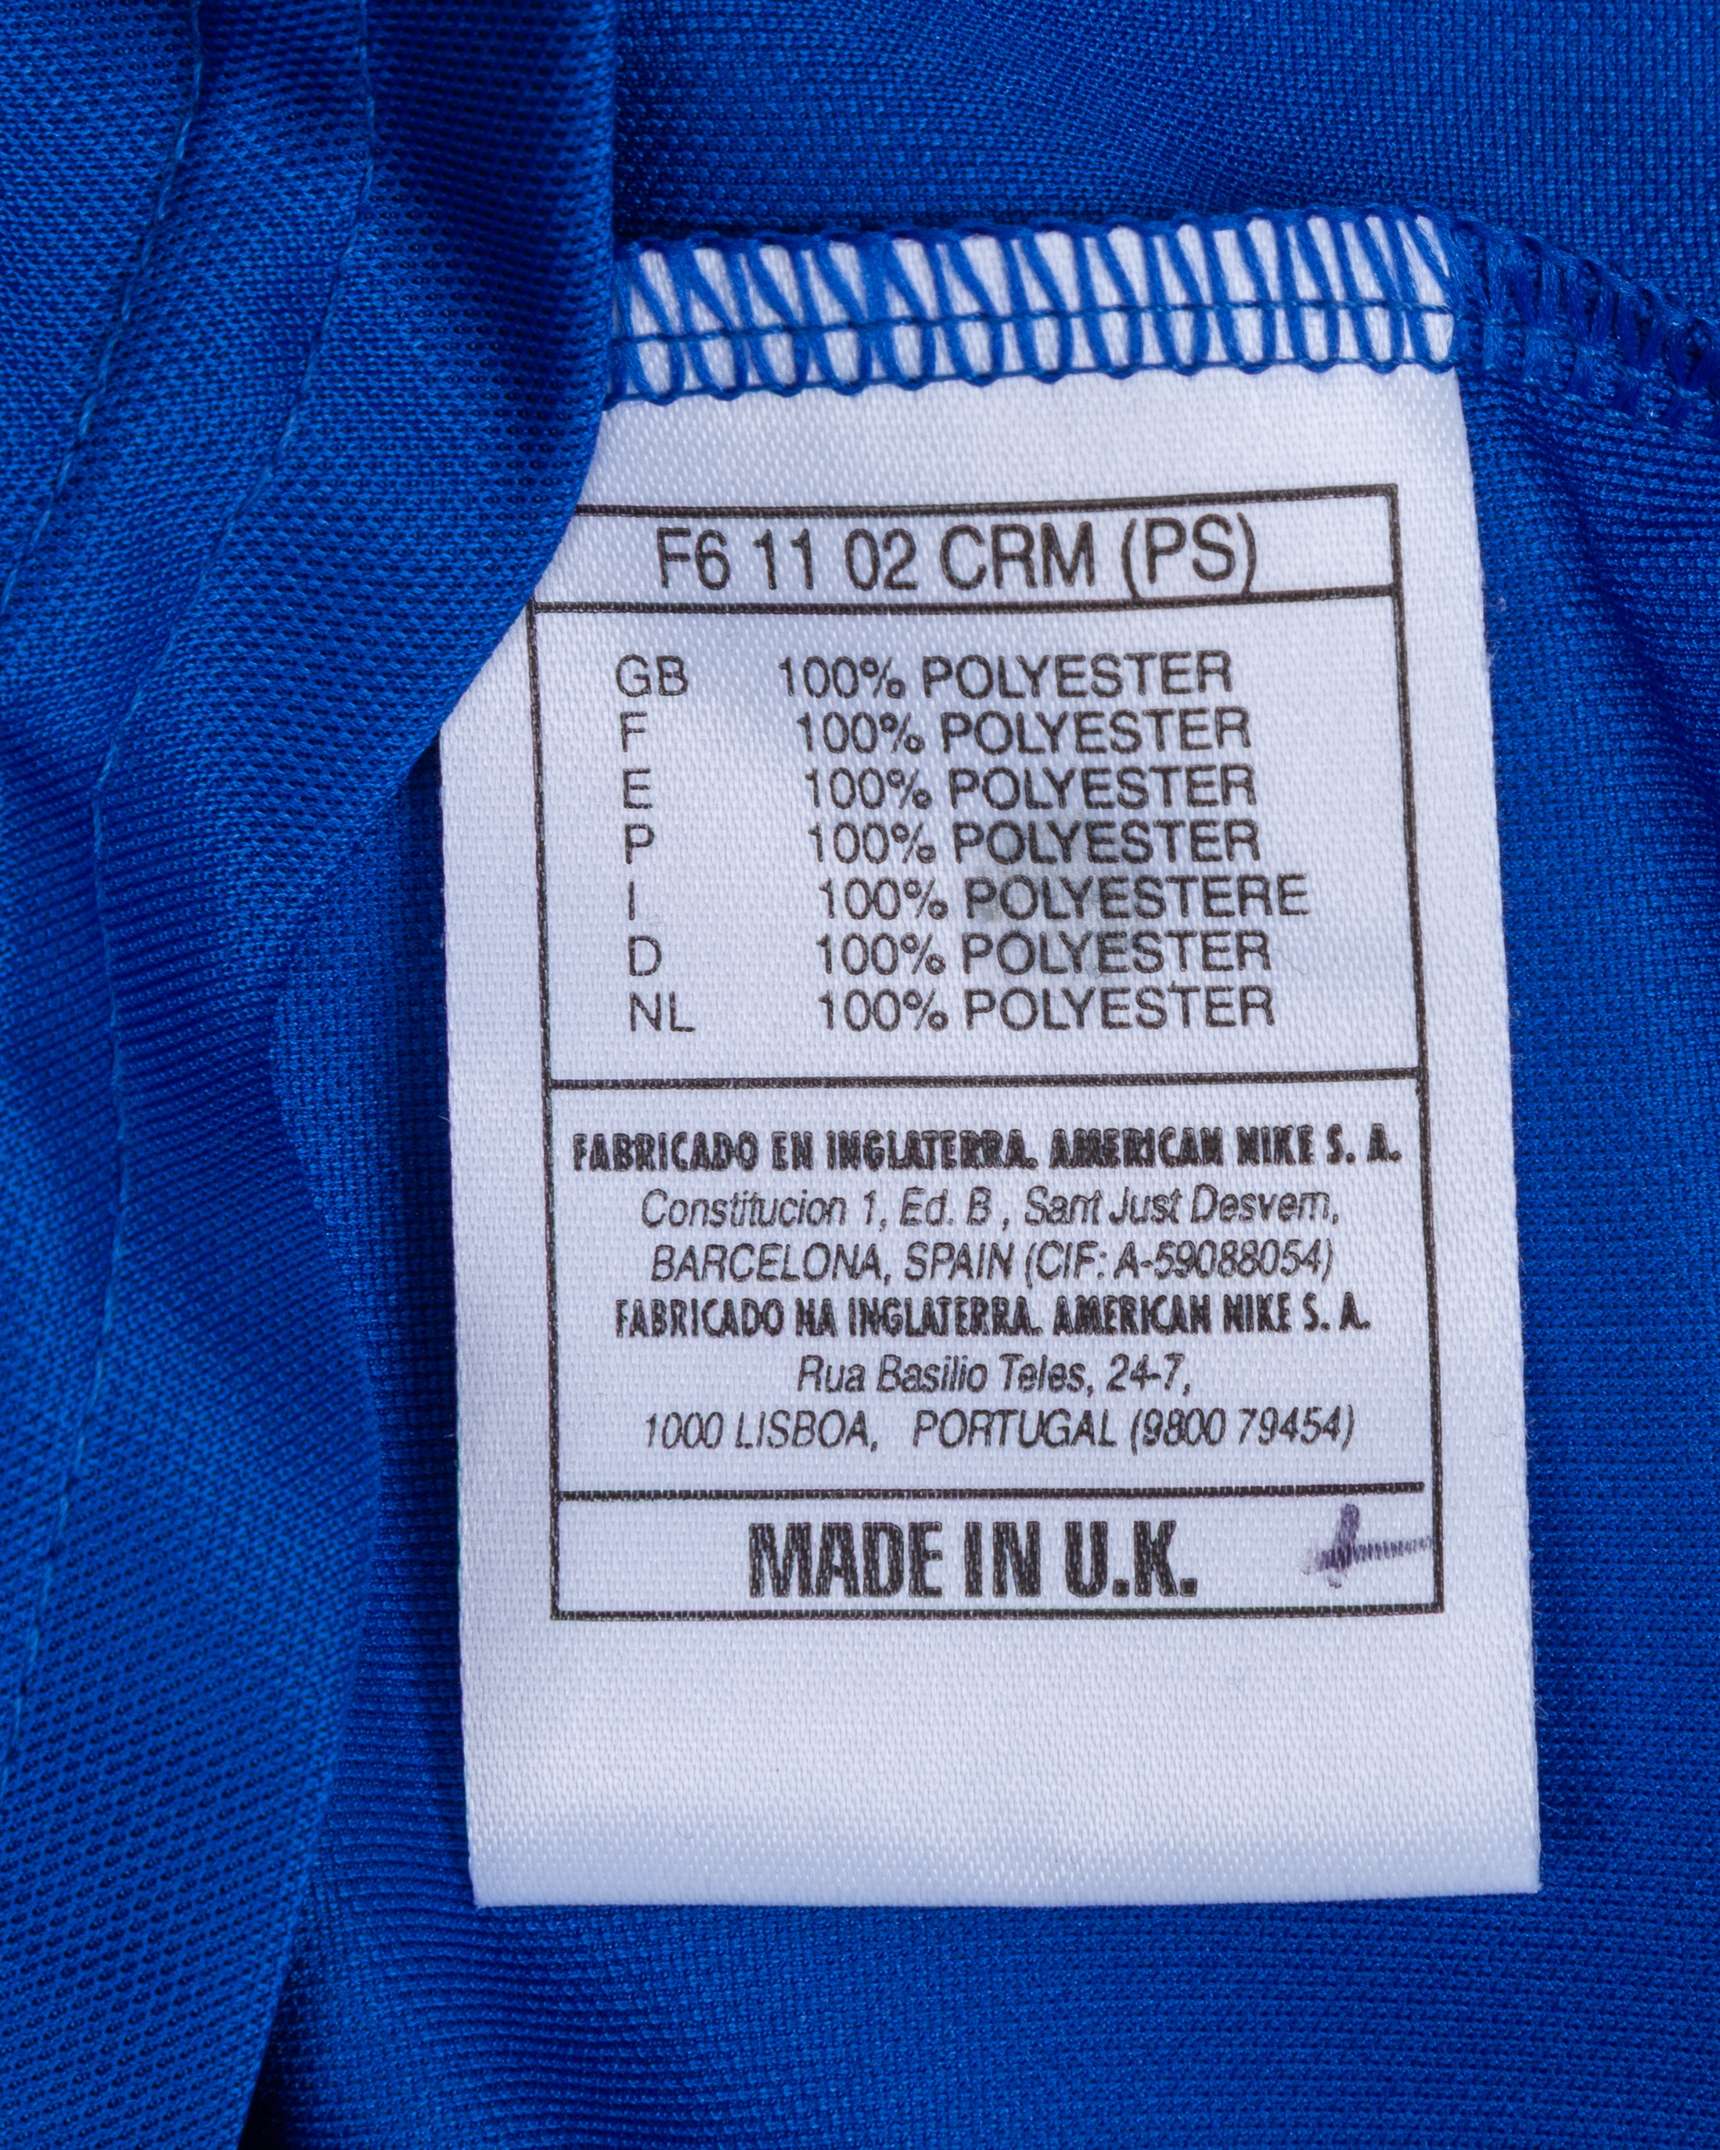 F6 11 02 CRM (PS)
GB 100% POLYESTER
F 100% POLYESTER
E 100% POLYESTER
P 100% POLYESTER
I 100% POLYESTERE
D 100% POLYESTER
NL 100% POLYESTER
FABRICADO EN INGLATERRA. AMERICAN NIKE S. A.
Constitucion 1, Ed. B , Sant Just Desvern,
BARCELONA, SPAIN (CIF: A-59088054)
FABRICADO NA INGLATERRA. AMERICAN NIKE S. A.
Rua Basilio Teles, 24-7,
1000 LISBOA, PORTUGAL (9800 79454)
MADE IN U.K.